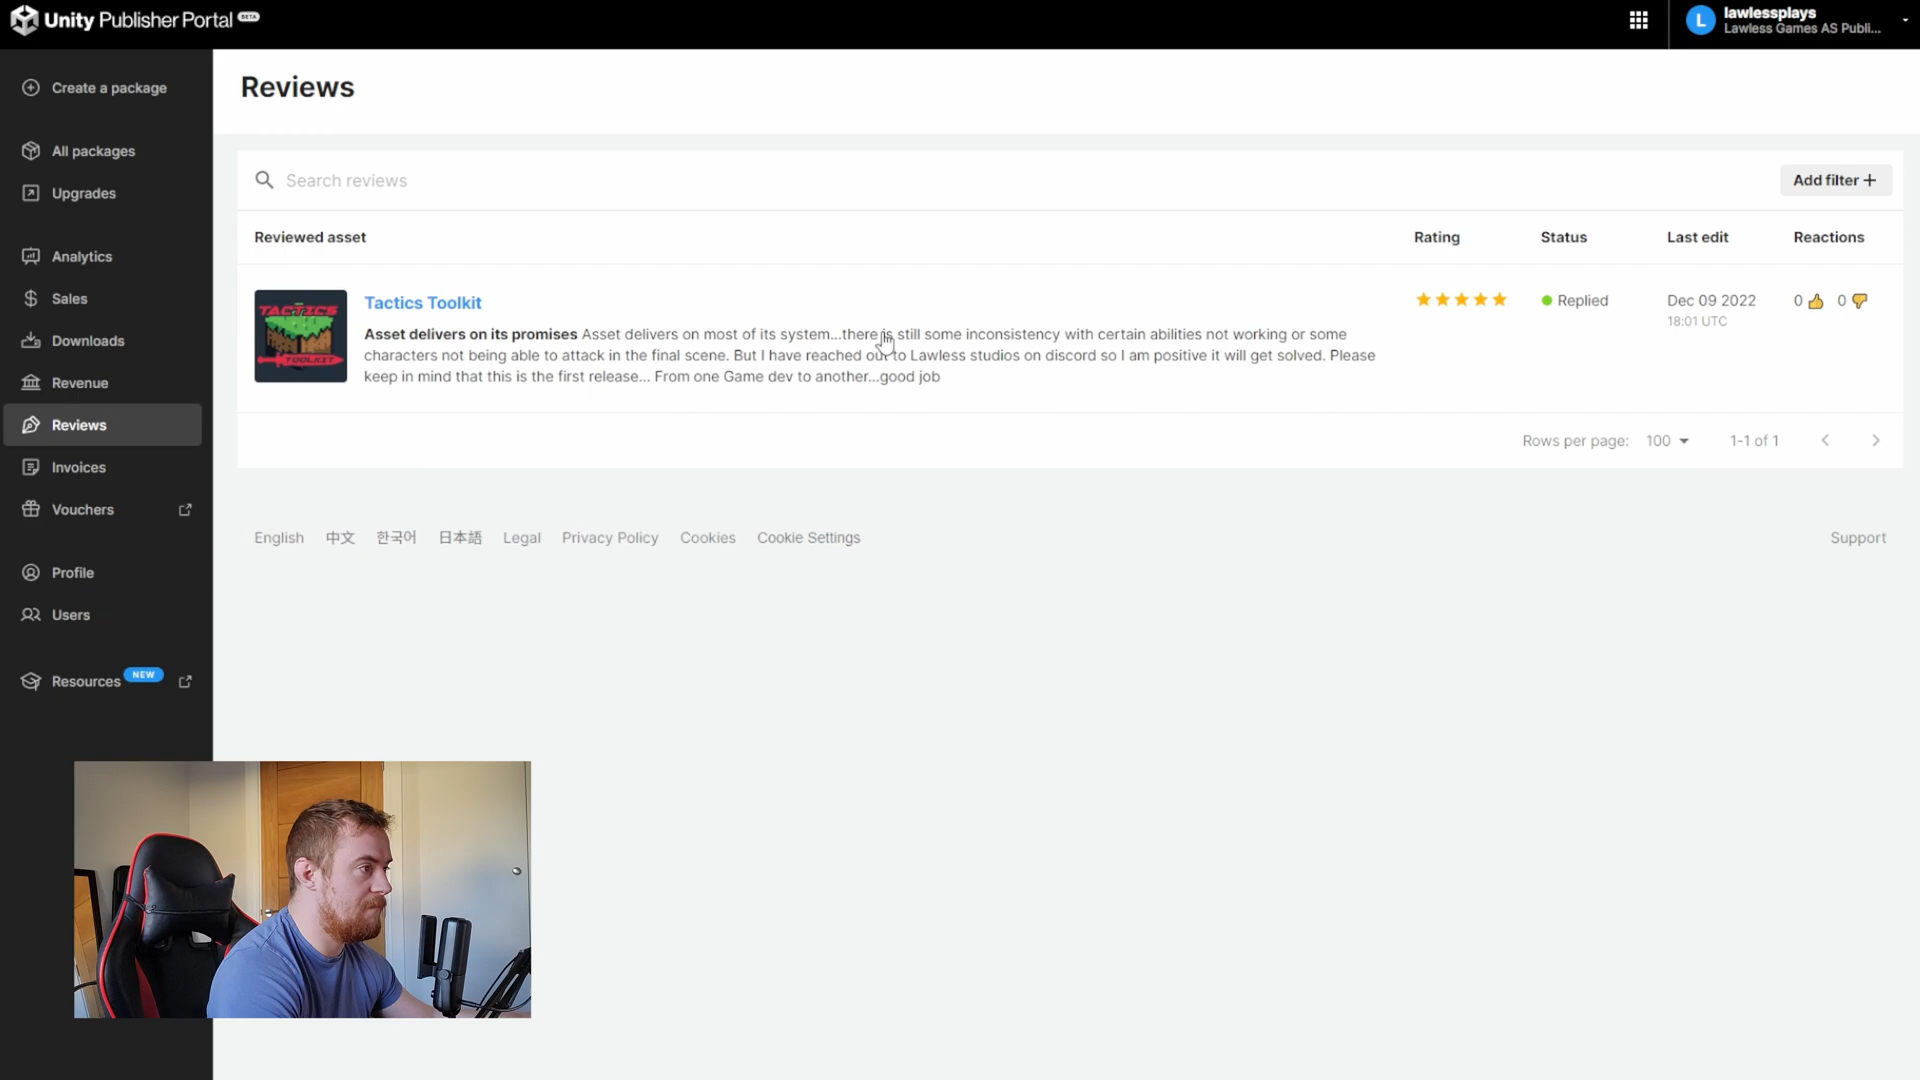 Unity Publisher Portal BETA
lawlessplays
Lawless Games AS Publi...
L
Create a package
All packages
Upgrades
Analytics
Sales
Downloads
Revenue
Reviews
Invoices
Vouchers
Profile
Users
Resources NEW
Reviews
Search reviews
Add filter +
Reviewed asset Rating Status Last edit Reactions
TACTICS
TOOLKIT
Tactics Toolkit
Asset delivers on its promises Asset delivers on most of its system...there is still some inconsistency with certain abilities not working or some
characters not being able to attack in the final scene. But I have reached out to Lawless studios on discord so I am positive it will get solved. Please
keep in mind that this is the first release... From one Game dev to another...good job
Replied
Dec 09 2022
18:01 UTC
0 0
Rows per page: 100 1-1 of 1
English 中文 한국어 日本語 Legal Privacy Policy Cookies Cookie Settings Support